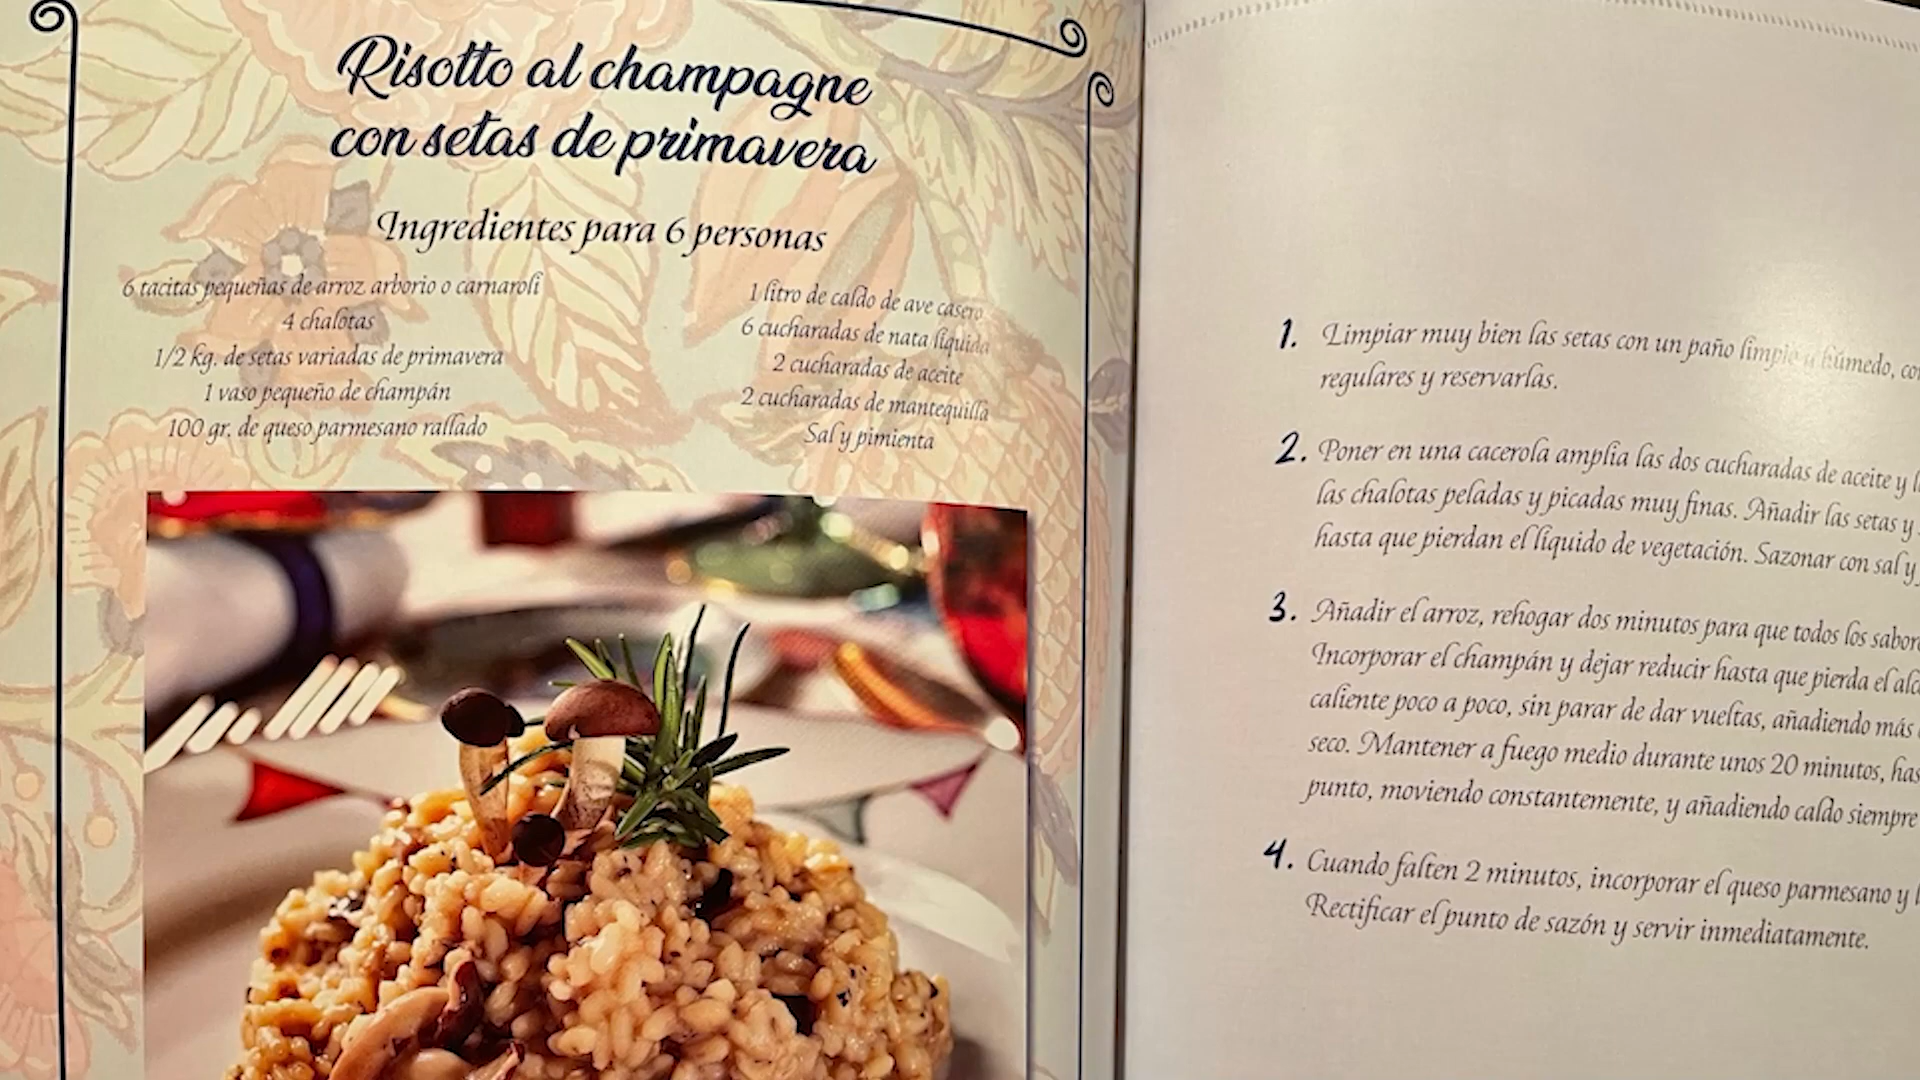 Risotto al champagne
con setas de primavera
Ingredientes para 6 personas
6 tacitas pequeñas de arroz arborio o carnaroli
4 chalotas
1/2 kg. de setas variadas de primavera
1 vaso pequeño de champán
100 gr. de queso parmesano rallado
1 litro de caldo de ave casero
6 cucharadas de nata líquida
2 cucharadas de aceite
2 cucharadas de mantequilla
Sal y pimienta
1. Limpiar muy bien las setas con un paño limpio y húmedo,
regulares y reservarlas.
2. Poner en una cacerola amplia las dos cucharadas de aceite y
las chalotas peladas y picadas muy finas. Añadir las setas y
hasta que pierdan el líquido de vegetación. Sazonar con sal y
3. Añadir el arroz, rehogar dos minutos para que todos los
Incorporar el champán y dejar reducir hasta que pierda el
caliente poco a poco, sin parar de dar vueltas, añadiendo más
seco. Mantener a fuego medio durante unos 20 minutos,
punto, moviendo constantemente, y añadiendo caldo siempre
4. Cuando falten 2 minutos, incorporar el queso parmesano y
Rectificar el punto de sazón y servir inmediatamente.